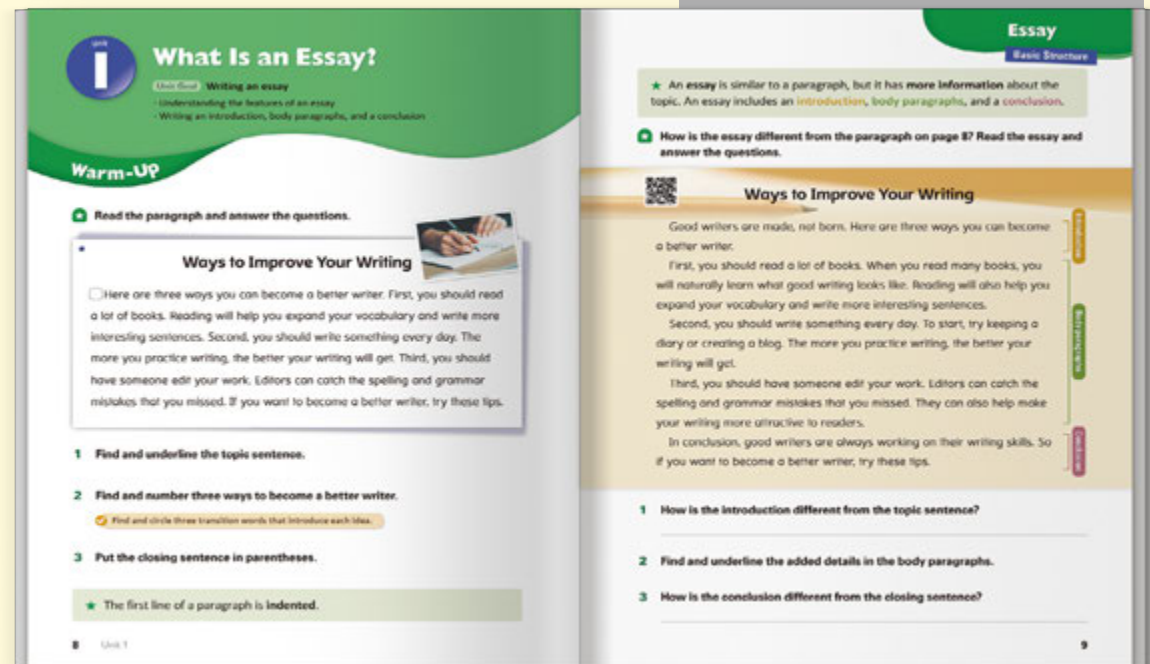 Unit
1
What Is an Essay?
Unit Goal Writing an essay
- Understanding the features of an essay
- Writing an introduction, body paragraphs, and a conclusion
Warm-Up
Read the paragraph and answer the questions.
Ways to Improve Your Writing
Here are three ways you can become a better writer. First, you should read
a lot of books. Reading will help you expand your vocabulary and write more
interesting sentences. Second, you should write something every day. The
more you practice writing, the better your writing will get. Third, you should
have someone edit your work. Editors can catch the spelling and grammar
mistakes that you missed. If you want to become a better writer, try these tips.
1 Find and underline the topic sentence.
2 Find and number three ways to become a better writer.
Find and circle three transition words that introduce each idea.
3 Put the closing sentence in parentheses.
★ The first line of a paragraph is indented.
8 Unit 1
Essay
Basic Structure
★ An essay is similar to a paragraph, but it has more information about the
topic. An essay includes an introduction, body paragraphs, and a conclusion.
How is the essay different from the paragraph on page 8? Read the essay and
answer the questions.
Ways to Improve Your Writing
Good writers are made, not born. Here are three ways you can become
a better writer.
First, you should read a lot of books. When you read many books, you
will naturally learn what good writing looks like. Reading will also help you
expand your vocabulary and write more interesting sentences.
Second, you should write something every day. To start, try keeping a
diary or creating a blog. The more you practice writing, the better your
writing will get.
Third, you should have someone edit your work. Editors can catch the
spelling and grammar mistakes that you missed. They can also help make
your writing more attractive to readers.
In conclusion, good writers are always working on their writing skills. So
if you want to become a better writer, try these tips.
Introduction
Body paragraphs
Conclusion
1 How is the introduction different from the topic sentence?
2 Find and underline the added details in the body paragraphs.
3 How is the conclusion different from the closing sentence?
9